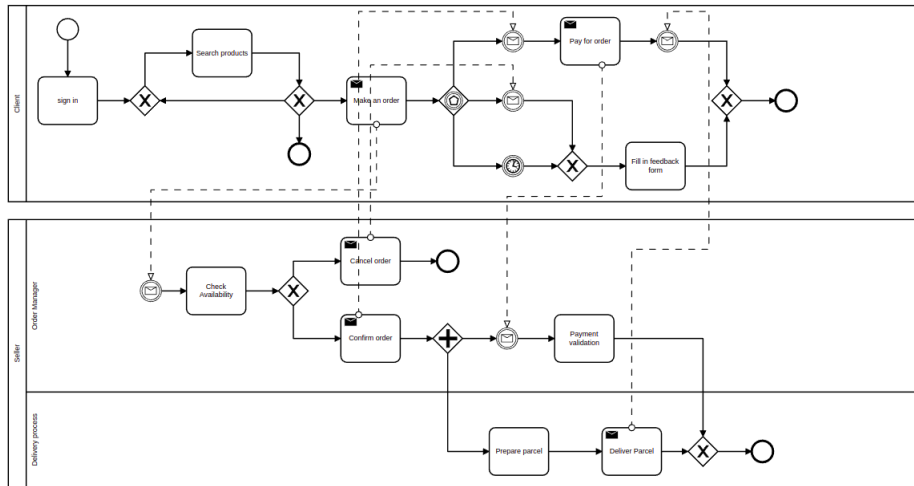 Client
sign in
Search products
Make an order
Pay for order
Fill in feedback
form
Seller
Order Manager
Check
Availability
Cancel order
Confirm order
Payment
validation
Delivery process
Prepare parcel
Deliver Parcel